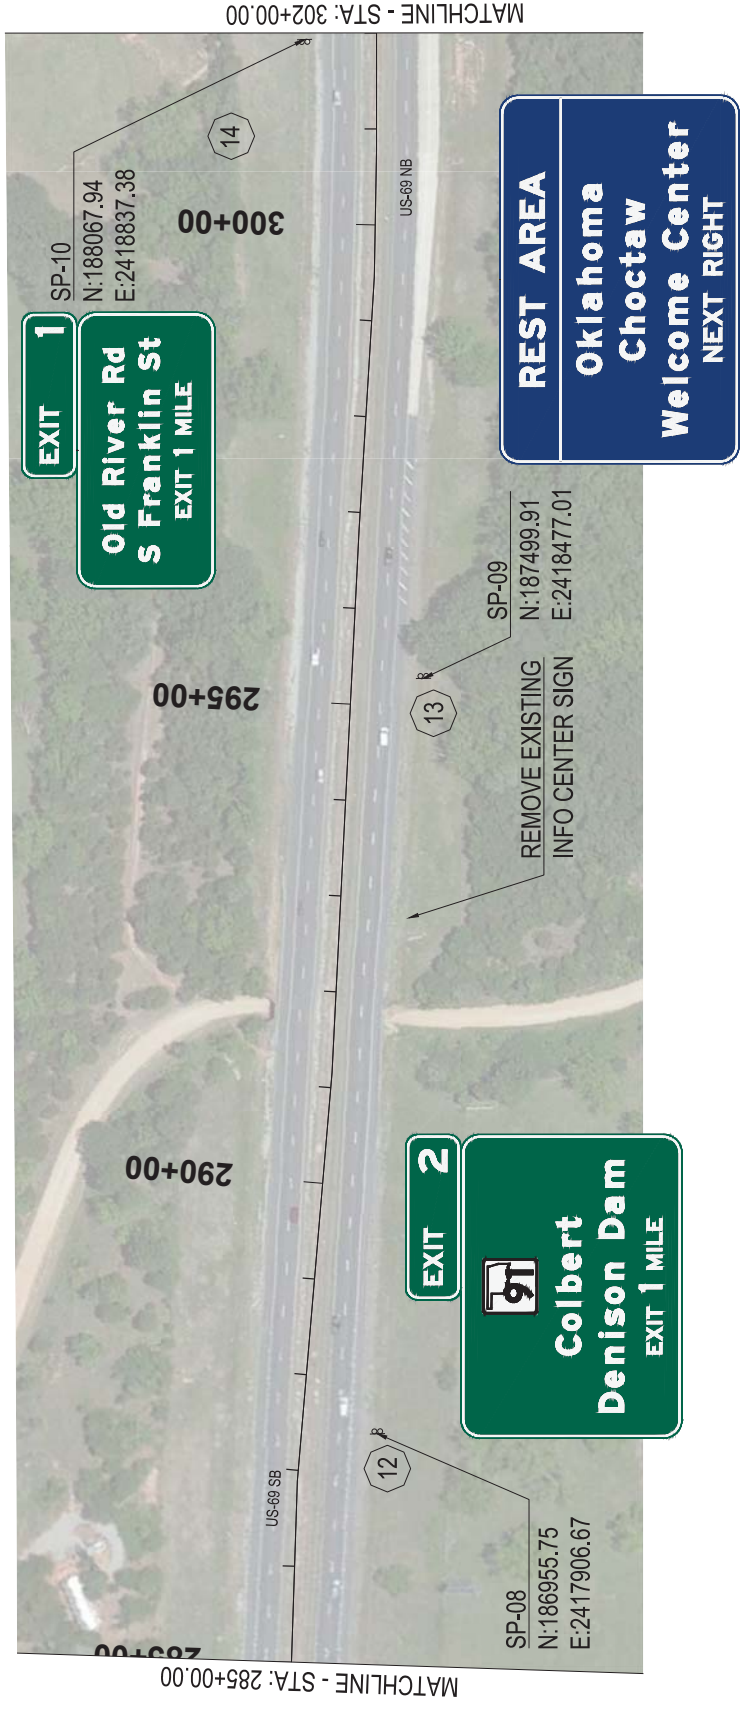 MATCHLINE - STA: 302+00.00
SP-10
N:188067.94
E:2418837.38
14
300+00
US-69 NB
EXIT 1
Old River Rd
S Franklin St
EXIT 1 MILE
REST AREA
Oklahoma
Choctaw
Welcome Center
NEXT RIGHT
SP-09
N:187499.91
E:2418477.01
13
295+00
REMOVE EXISTING
INFO CENTER SIGN
290+00
EXIT 2
91
Colbert
Denison Dam
EXIT 1 MILE
12
US-69 SB
SP-08
N:186955.75
E:2417906.67
285+00
MATCHLINE - STA: 285+00.00